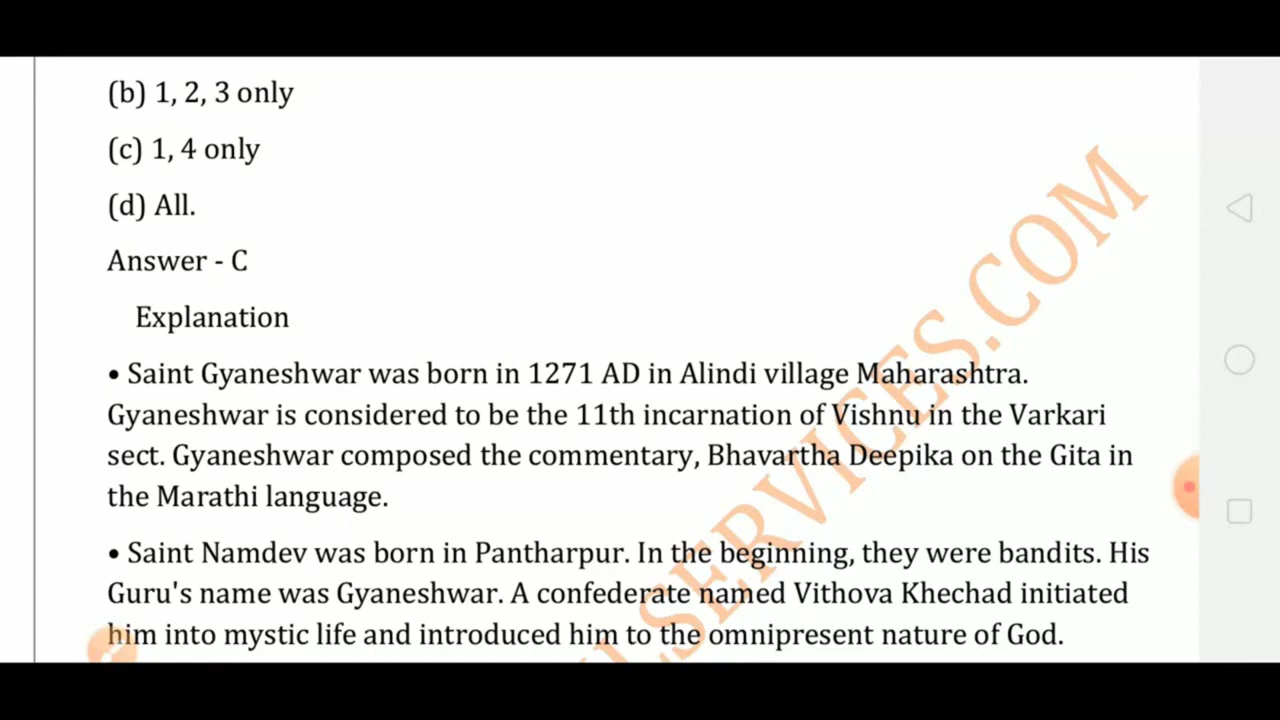 (b) 1, 2, 3 only
(c) 1, 4 only
(d) All.
Answer - C
Explanation
• Saint Gyaneshwar was born in 1271 AD in Alindi village Maharashtra.
Gyaneshwar is considered to be the 11th incarnation of Vishnu in the Varkari
sect. Gyaneshwar composed the commentary, Bhavartha Deepika on the Gita in
the Marathi language.
• Saint Namdev was born in Pantharpur. In the beginning, they were bandits. His
Guru's name was Gyaneshwar. A confederate named Vithova Khechad initiated
him into mystic life and introduced him to the omnipresent nature of God.
LSERVICES.COM